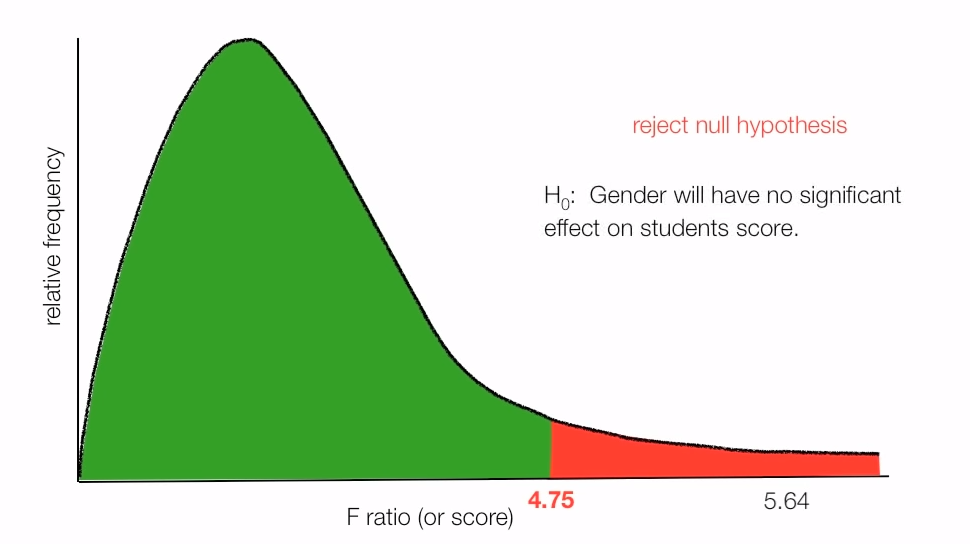 reject null hypothesis
H₀: Gender will have no significant
effect on students score.
relative frequency
4.75
5.64
F ratio (or score)